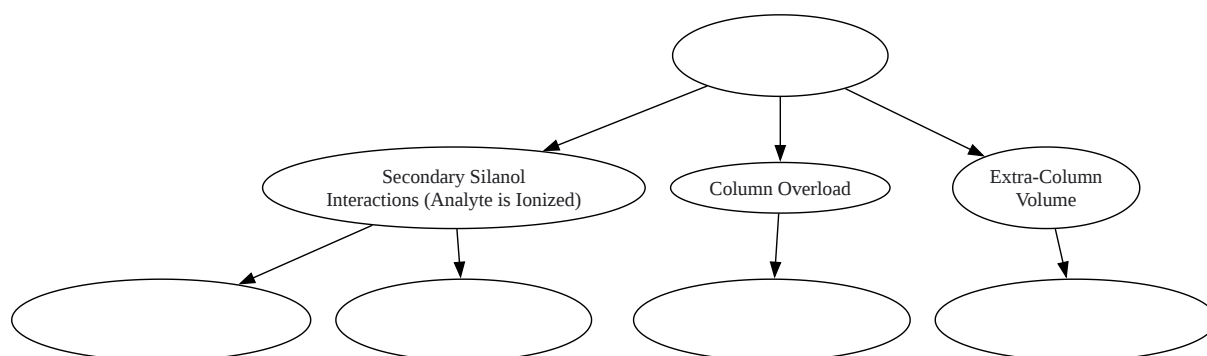 Secondary Silanol
Interactions (Analyte is Ionized)
Column Overload
Extra-Column
Volume